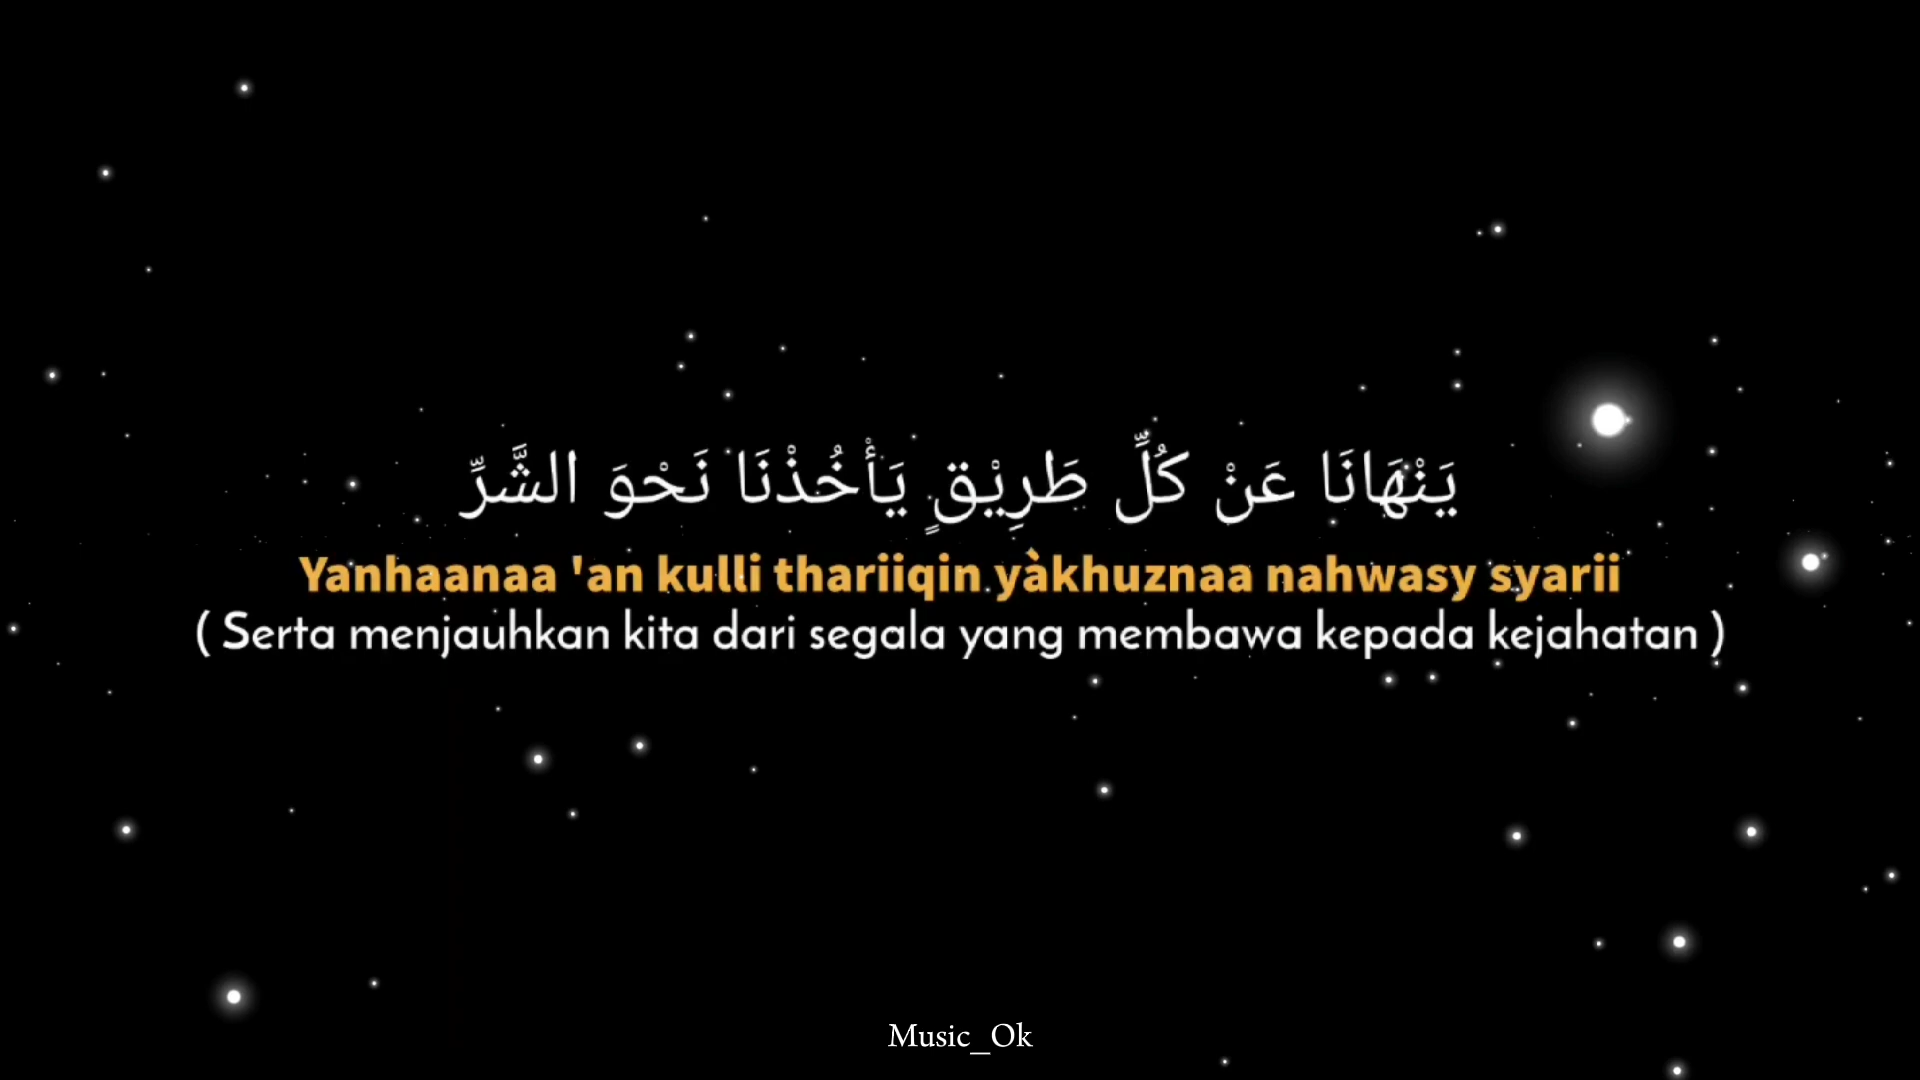 يَنْهَانَا عَنْ كُلِّ طَرِيْقٍ يَأْخُذْنَا نَحْوَ الشَّرِّ
Yanhaanaa 'an kulli thariiqin yàkhuznaa nahwasy syarii
( Serta menjauhkan kita dari segala yang membawa kepada kejahatan )
Music_Ok